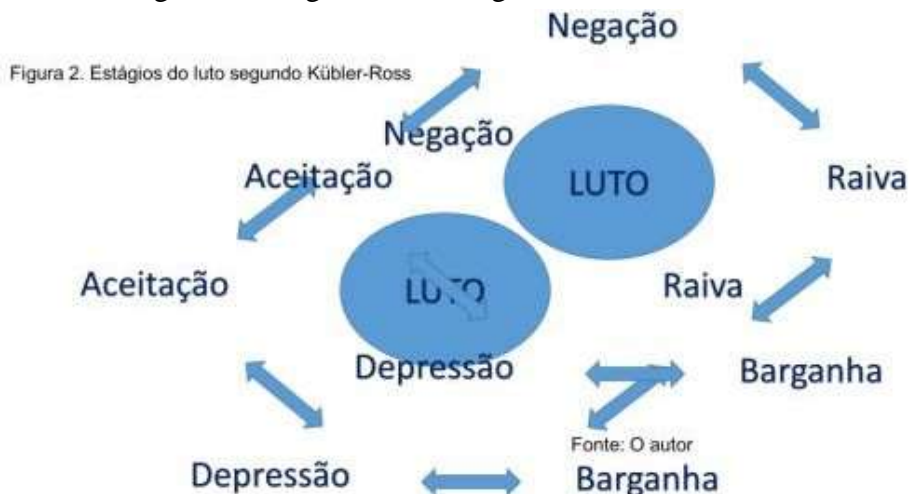 Negação
Figura 2. Estágios do luto segundo Kübler-Ross
Negação
Aceitação
LUTO
Raiva
Aceitação
LUTO
Raiva
Depressão
Barganha
Fonte: O autor
Depressão
Barganha